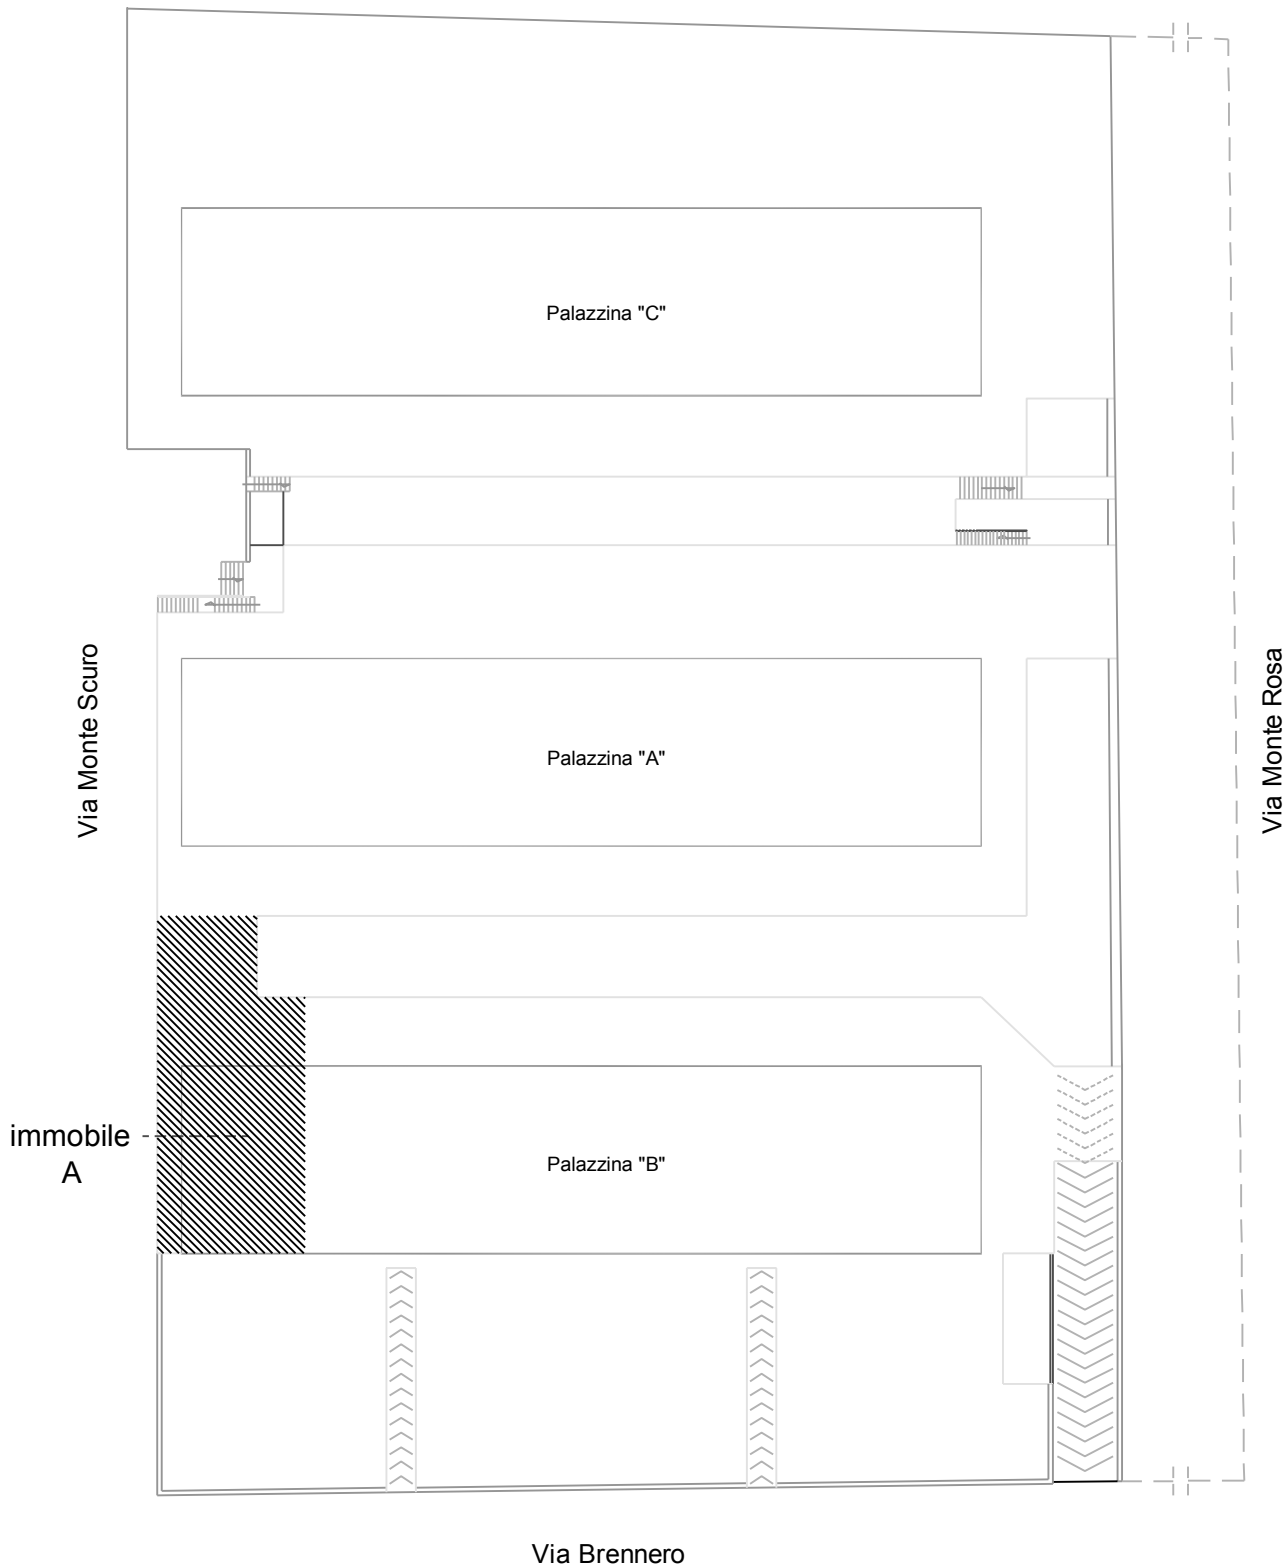 Palazzina "C"
Via Monte Scuro
Via Monte Rosa
Palazzina "A"
immobile
A
Palazzina "B"
Via Brennero